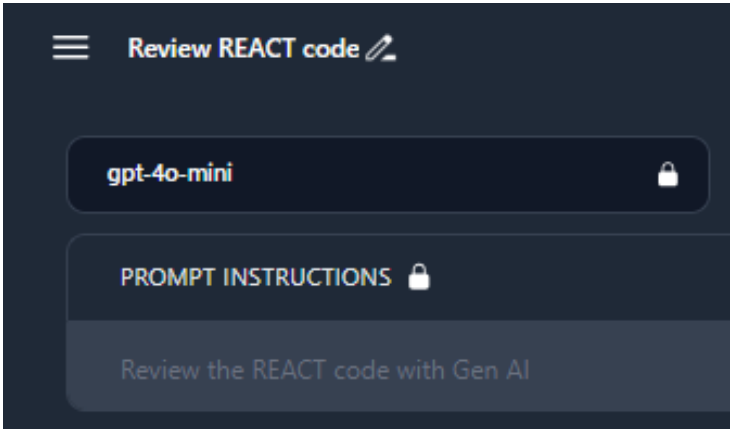 Review REACT code
gpt-4o-mini
PROMPT INSTRUCTIONS
Review the REACT code with Gen AI